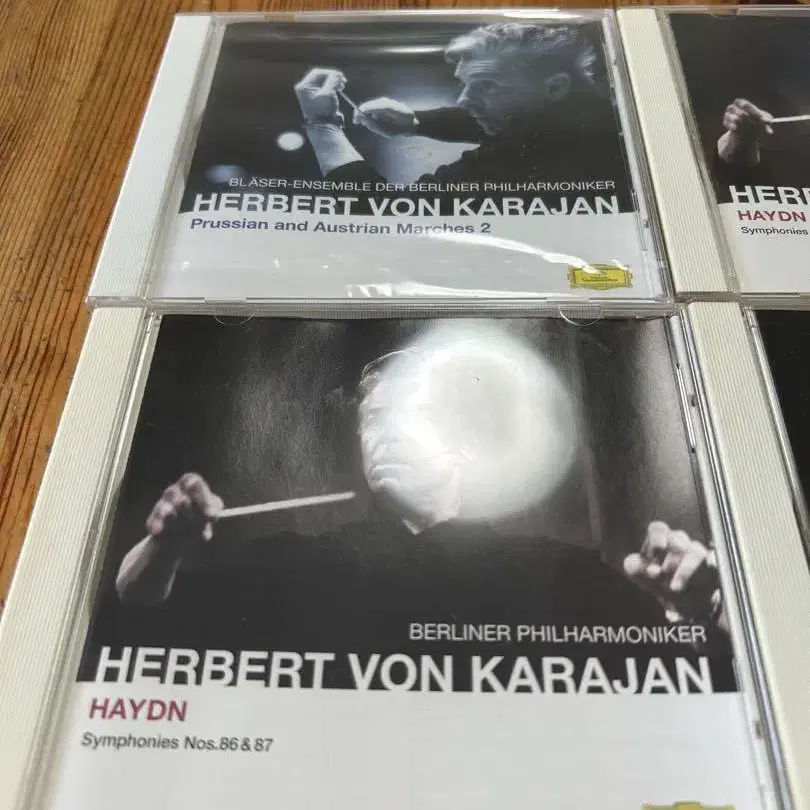 BLÄSER-ENSEMBLE DER BERLINER PHILHARMONIKER
HERBERT VON KARAJAN
Prussian and Austrian Marches 2
HAYDN
Symphonies
BERLINER PHILHARMONIKER
HERBERT VON KARAJAN
HAYDN
Symphonies Nos.86 & 87